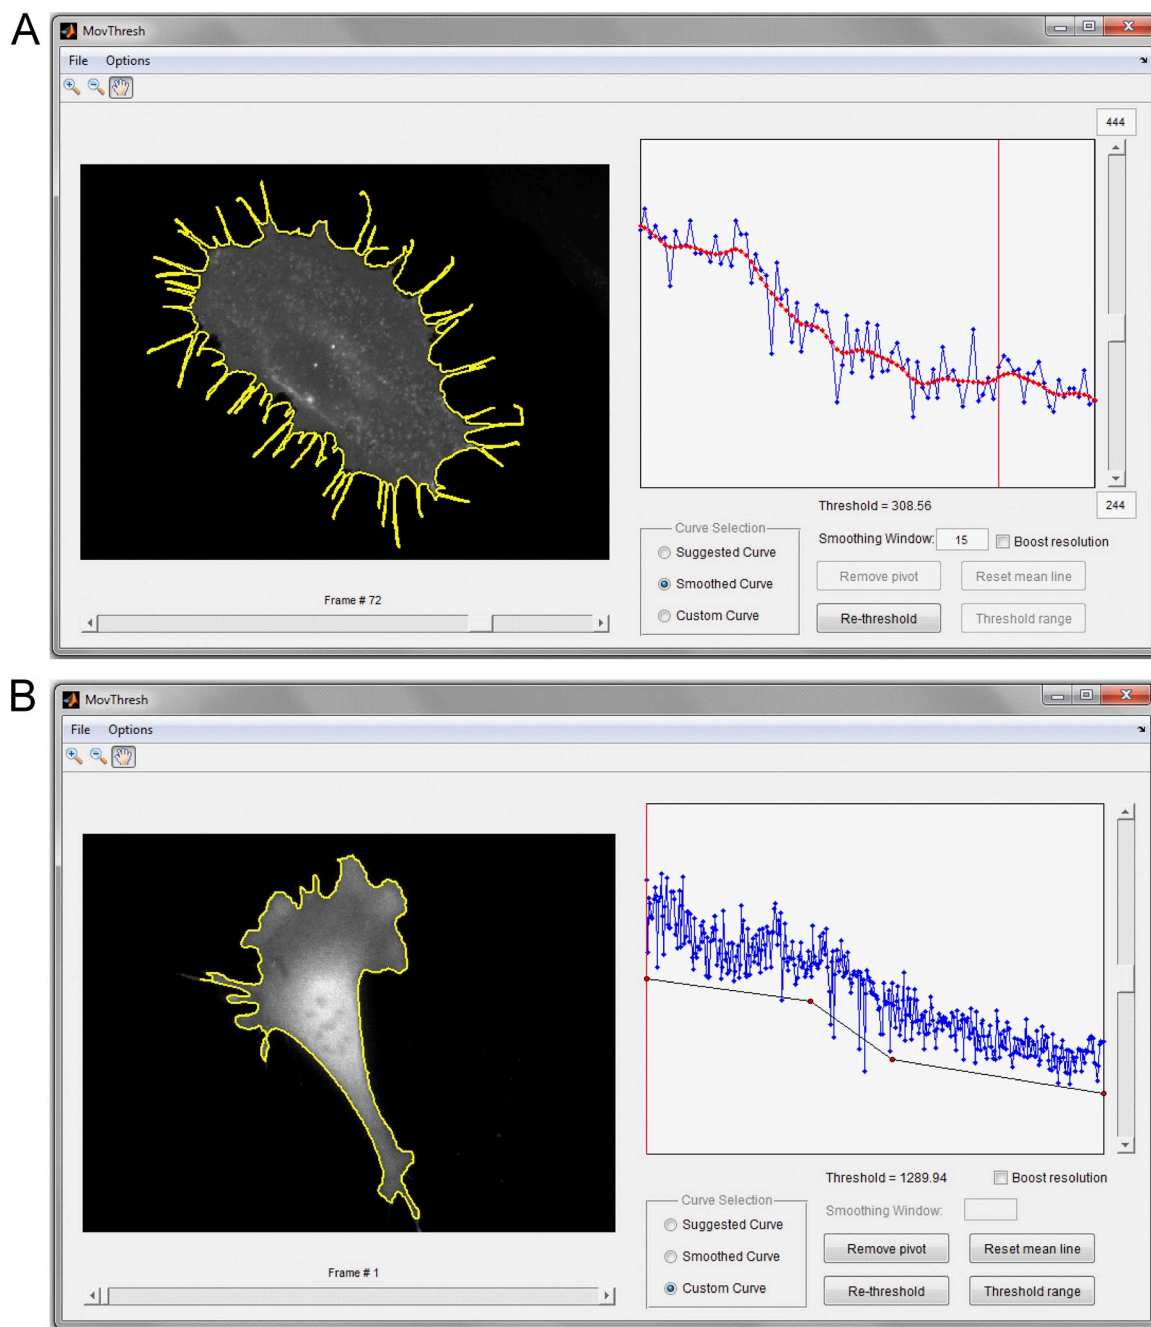 A
MovThresh
File Options
444
Threshold = 308.56
244
Curve Selection
Smoothing Window: 15 Boost resolution
Suggested Curve
Remove pivot Reset mean line
Smoothed Curve
Frame # 72
Custom Curve
Re-threshold Threshold range
B
MovThresh
File Options
Threshold = 1289.94 Boost resolution
Curve Selection
Smoothing Window:
Suggested Curve
Remove pivot Reset mean line
Smoothed Curve
Frame # 1
Custom Curve
Re-threshold Threshold range